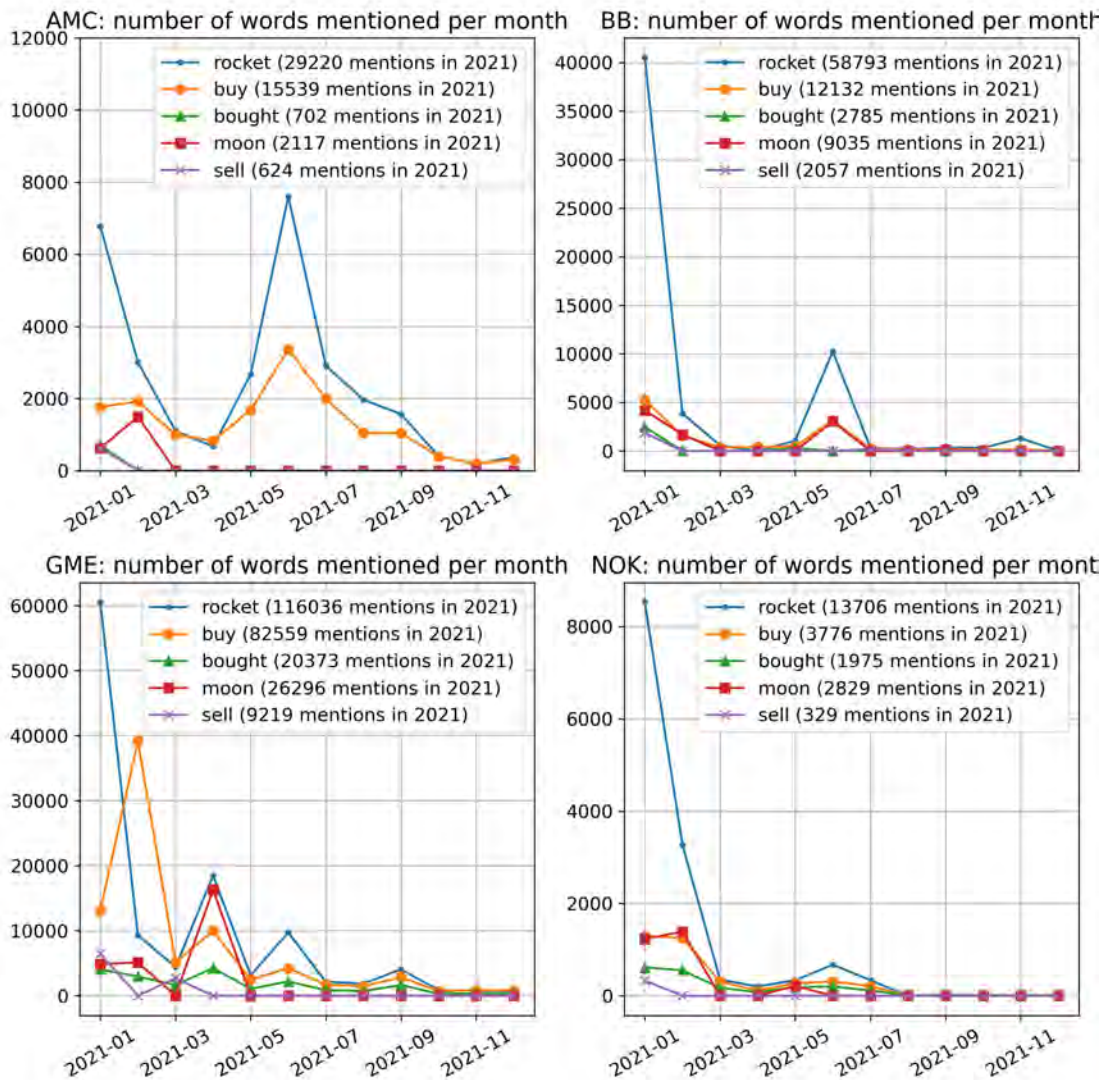 AMC: number of words mentioned per month
12000
10000
8000
6000
4000
2000
0
rocket (29220 mentions in 2021)
buy (15539 mentions in 2021)
bought (702 mentions in 2021)
moon (2117 mentions in 2021)
sell (624 mentions in 2021)
2021-01
2021-03
2021-05
2021-07
2021-09
2021-11
BB: number of words mentioned per month
40000
35000
30000
25000
20000
15000
10000
5000
0
rocket (58793 mentions in 2021)
buy (12132 mentions in 2021)
bought (2785 mentions in 2021)
moon (9035 mentions in 2021)
sell (2057 mentions in 2021)
2021-01
2021-03
2021-05
2021-07
2021-09
2021-11
GME: number of words mentioned per month
60000
50000
40000
30000
20000
10000
0
rocket (116036 mentions in 2021)
buy (82559 mentions in 2021)
bought (20373 mentions in 2021)
moon (26296 mentions in 2021)
sell (9219 mentions in 2021)
2021-01
2021-03
2021-05
2021-07
2021-09
2021-11
NOK: number of words mentioned per mont
8000
6000
4000
2000
0
rocket (13706 mentions in 2021)
buy (3776 mentions in 2021)
bought (1975 mentions in 2021)
moon (2829 mentions in 2021)
sell (329 mentions in 2021)
2021-01
2021-03
2021-05
2021-07
2021-09
2021-11